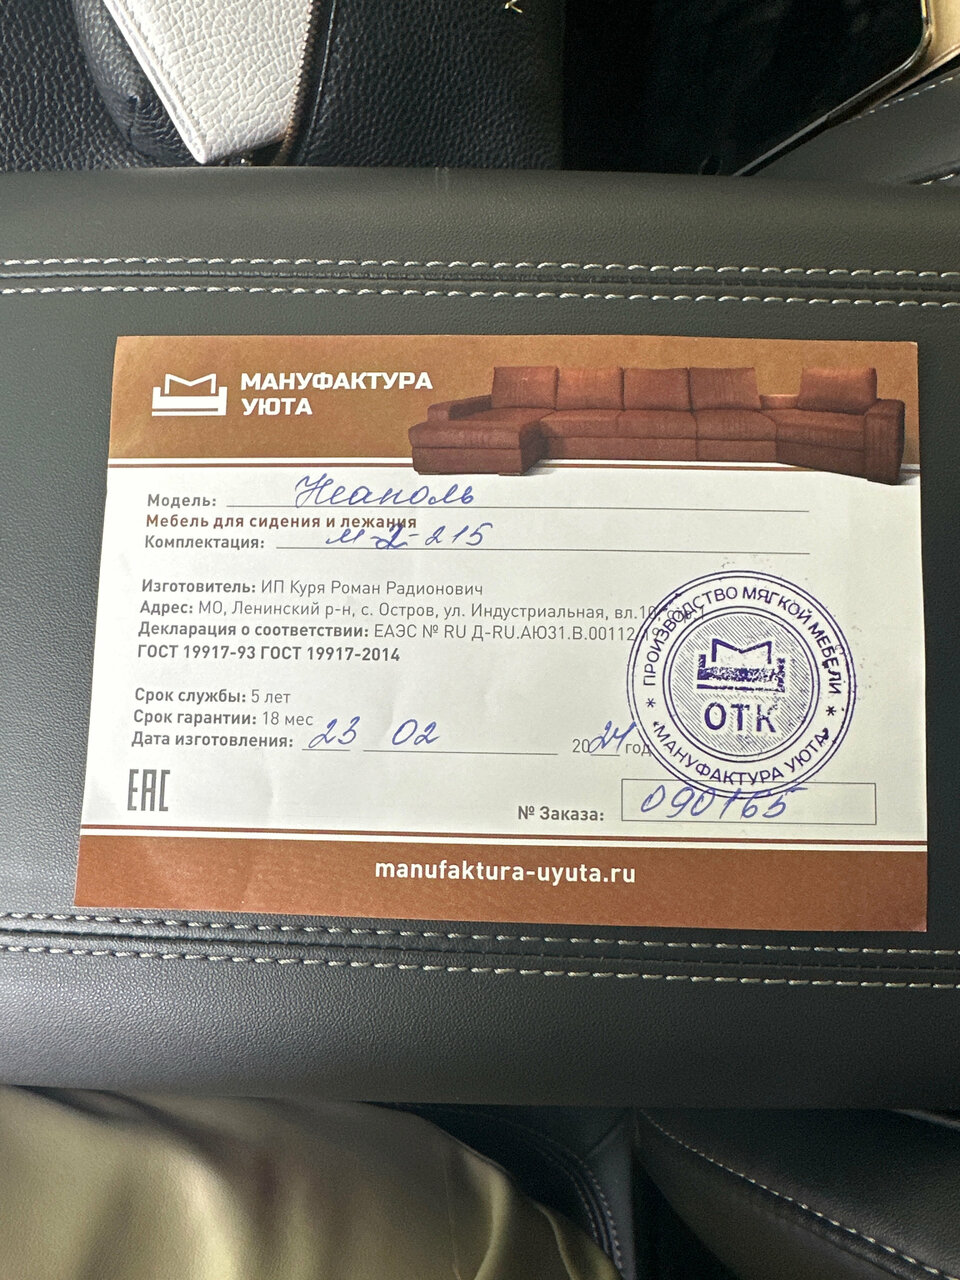 МАНУФАКТУРА
УЮТА
Модель: Неаполь
Мебель для сидения и лежания
Комплектация: М-2-215
Изготовитель: ИП Куря Роман Радионович
Адрес: МО, Ленинский р-н, с. Остров, ул. Индустриальная, вл.10
Декларация о соответствии: ЕАЭС № RU Д-RU.АЮ31.В.00112
ГОСТ 19917-93 ГОСТ 19917-2014
Срок службы: 5 лет
Срок гарантии: 18 мес
Дата изготовления: 23 02 2024 год
* ПРОИЗВОДСТВО МЯГКОЙ МЕБЕЛИ *
ОТК
«МАНУФАКТУРА УЮТА»
EAC
№ Заказа: 090165
manufaktura-uyuta.ru